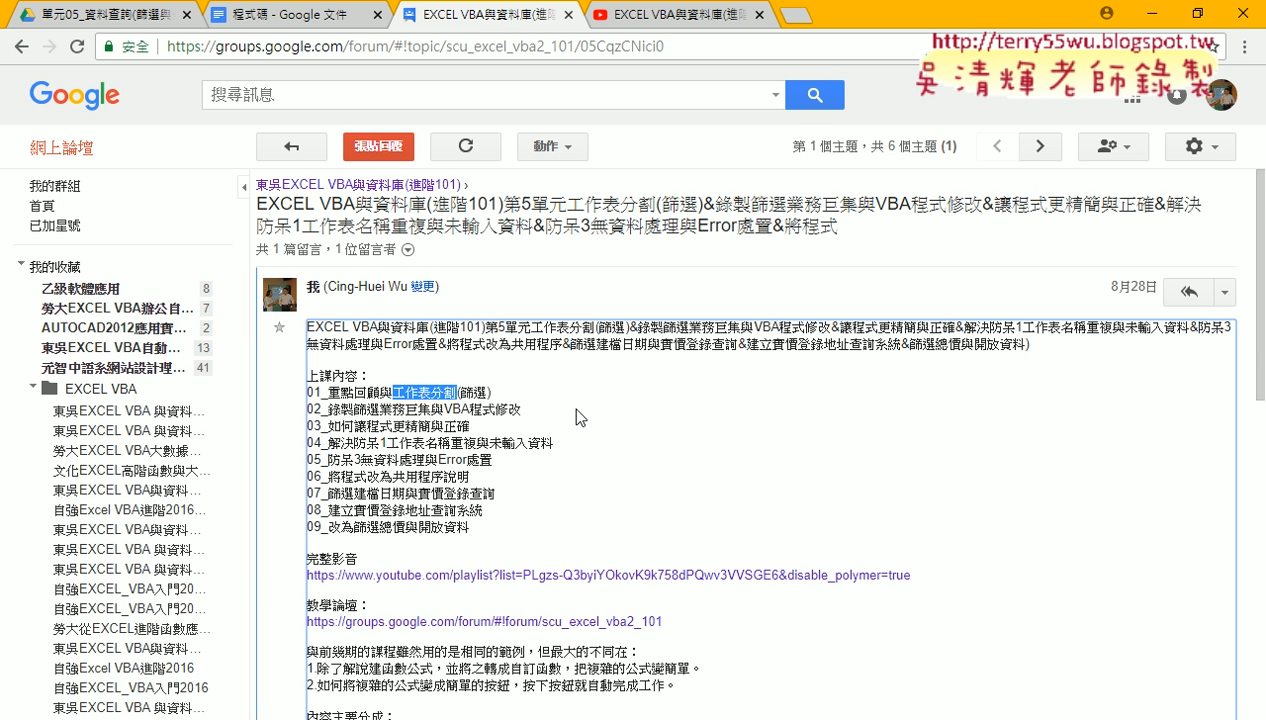 單元05_資料查詢(篩選與
程式碼 - Google 文件
EXCEL VBA與資料庫(進階
EXCEL VBA與資料庫(進
安全
https://groups.google.com/forum/#!topic/scu_excel_vba2_101/05CqzCNici0
http://terry55wu.blogspot.tw
吳清輝老師錄製
Google
搜尋訊息
網上論壇
張貼回覆
動作
第 1 個主題，共 6 個主題 (1)
我的群組
首頁
已加星號
我的收藏
乙級軟體應用 8
勞大EXCEL VBA辦公自... 7
AUTOCAD2012應用實... 2
東吳EXCEL VBA自動... 13
元智中語系網站設計理... 41
EXCEL VBA
東吳EXCEL VBA 與資料...
東吳EXCEL VBA 與資料...
勞大EXCEL VBA大數據...
文化EXCEL高階函數與大...
東吳EXCEL VBA與資料...
自強Excel VBA進階2016...
東吳EXCEL VBA與資料...
東吳EXCEL VBA與資料...
東吳EXCEL VBA與資料...
自強EXCEL_VBA入門20...
自強EXCEL_VBA入門20...
勞大從EXCEL進階函數應...
東吳EXCEL VBA與資料...
自強Excel VBA進階2016
自強EXCEL_VBA入門2016
東吳EXCEL VBA與資料...
東吳EXCEL VBA與資料庫(進階101) ›
EXCEL VBA與資料庫(進階101)第5單元工作表分割(篩選)&錄製篩選業務巨集與VBA程式修改&讓程式更精簡與正確&解決
防呆1工作表名稱重複與未輸入資料&防呆3無資料處理與Error處置&將程式
共 1 篇留言，1 位留言者
我 (Cing-Huei Wu 變更)
8月28日
EXCEL VBA與資料庫(進階101)第5單元工作表分割(篩選)&錄製篩選業務巨集與VBA程式修改&讓程式更精簡與正確&解決防呆1工作表名稱重複與未輸入資料&防呆3
無資料處理與Error處置&將程式改為共用程序&篩選建檔日期與實價登錄查詢&建立實價登錄地址查詢系統&篩選總價與開放資料)
上課內容：
01_重點回顧與工作表分割(篩選)
02_錄製篩選業務巨集與VBA程式修改
03_如何讓程式更精簡與正確
04_解決防呆1工作表名稱重複與未輸入資料
05_防呆3無資料處理與Error處置
06_將程式改為共用程序說明
07_篩選建檔日期與實價登錄查詢
08_建立實價登錄地址查詢系統
09_改為篩選總價與開放資料
完整影音
https://www.youtube.com/playlist?list=PLgzs-Q3byiYOkovK9k758dPQwv3VVSGE6&disable_polymer=true
教學論壇：
https://groups.google.com/forum/#!forum/scu_excel_vba2_101
與前幾期的課程雖然用的是相同的範例，但最大的不同在：
1.除了解說建函數公式，並將之轉成自訂函數，把複雜的公式變簡單。
2.如何將複雜的公式變成簡單的按鈕，按下按鈕就自動完成工作。
內容主要分成：